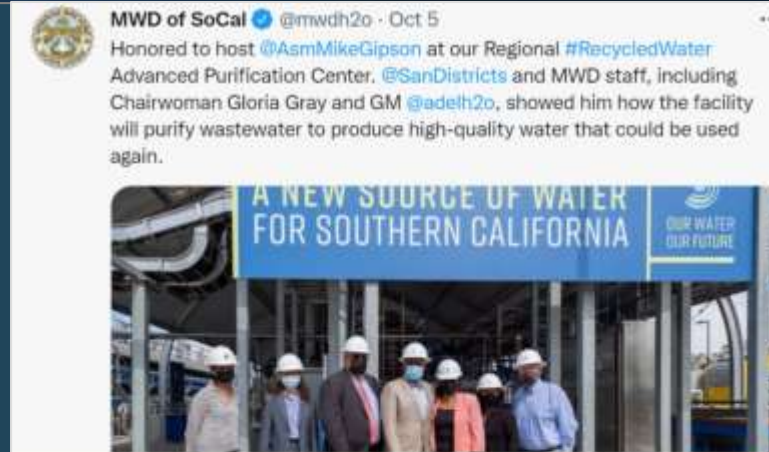 MWD of SoCal @mwdh2o · Oct 5
Honored to host @AsmMikeGipson at our Regional #RecycledWater
Advanced Purification Center. @SanDistricts and MWD staff, including
Chairwoman Gloria Gray and GM @adelh2o, showed him how the facility
will purify wastewater to produce high-quality water that could be used
again.
A NEW SOURCE OF WATER
FOR SOUTHERN CALIFORNIA
OUR WATER
OUR FUTURE